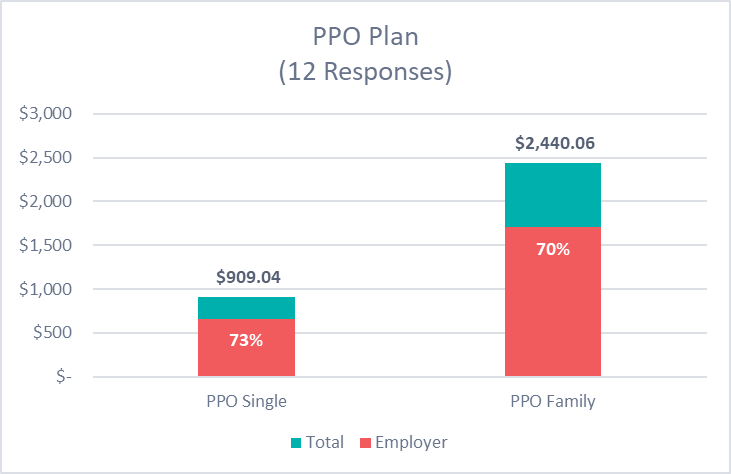 PPO Plan
(12 Responses)
$3,000
$2,500
$2,000
$1,500
$1,000
$500
$-
$909.04
73%
$2,440.06
70%
PPO Single
PPO Family
Total
Employer